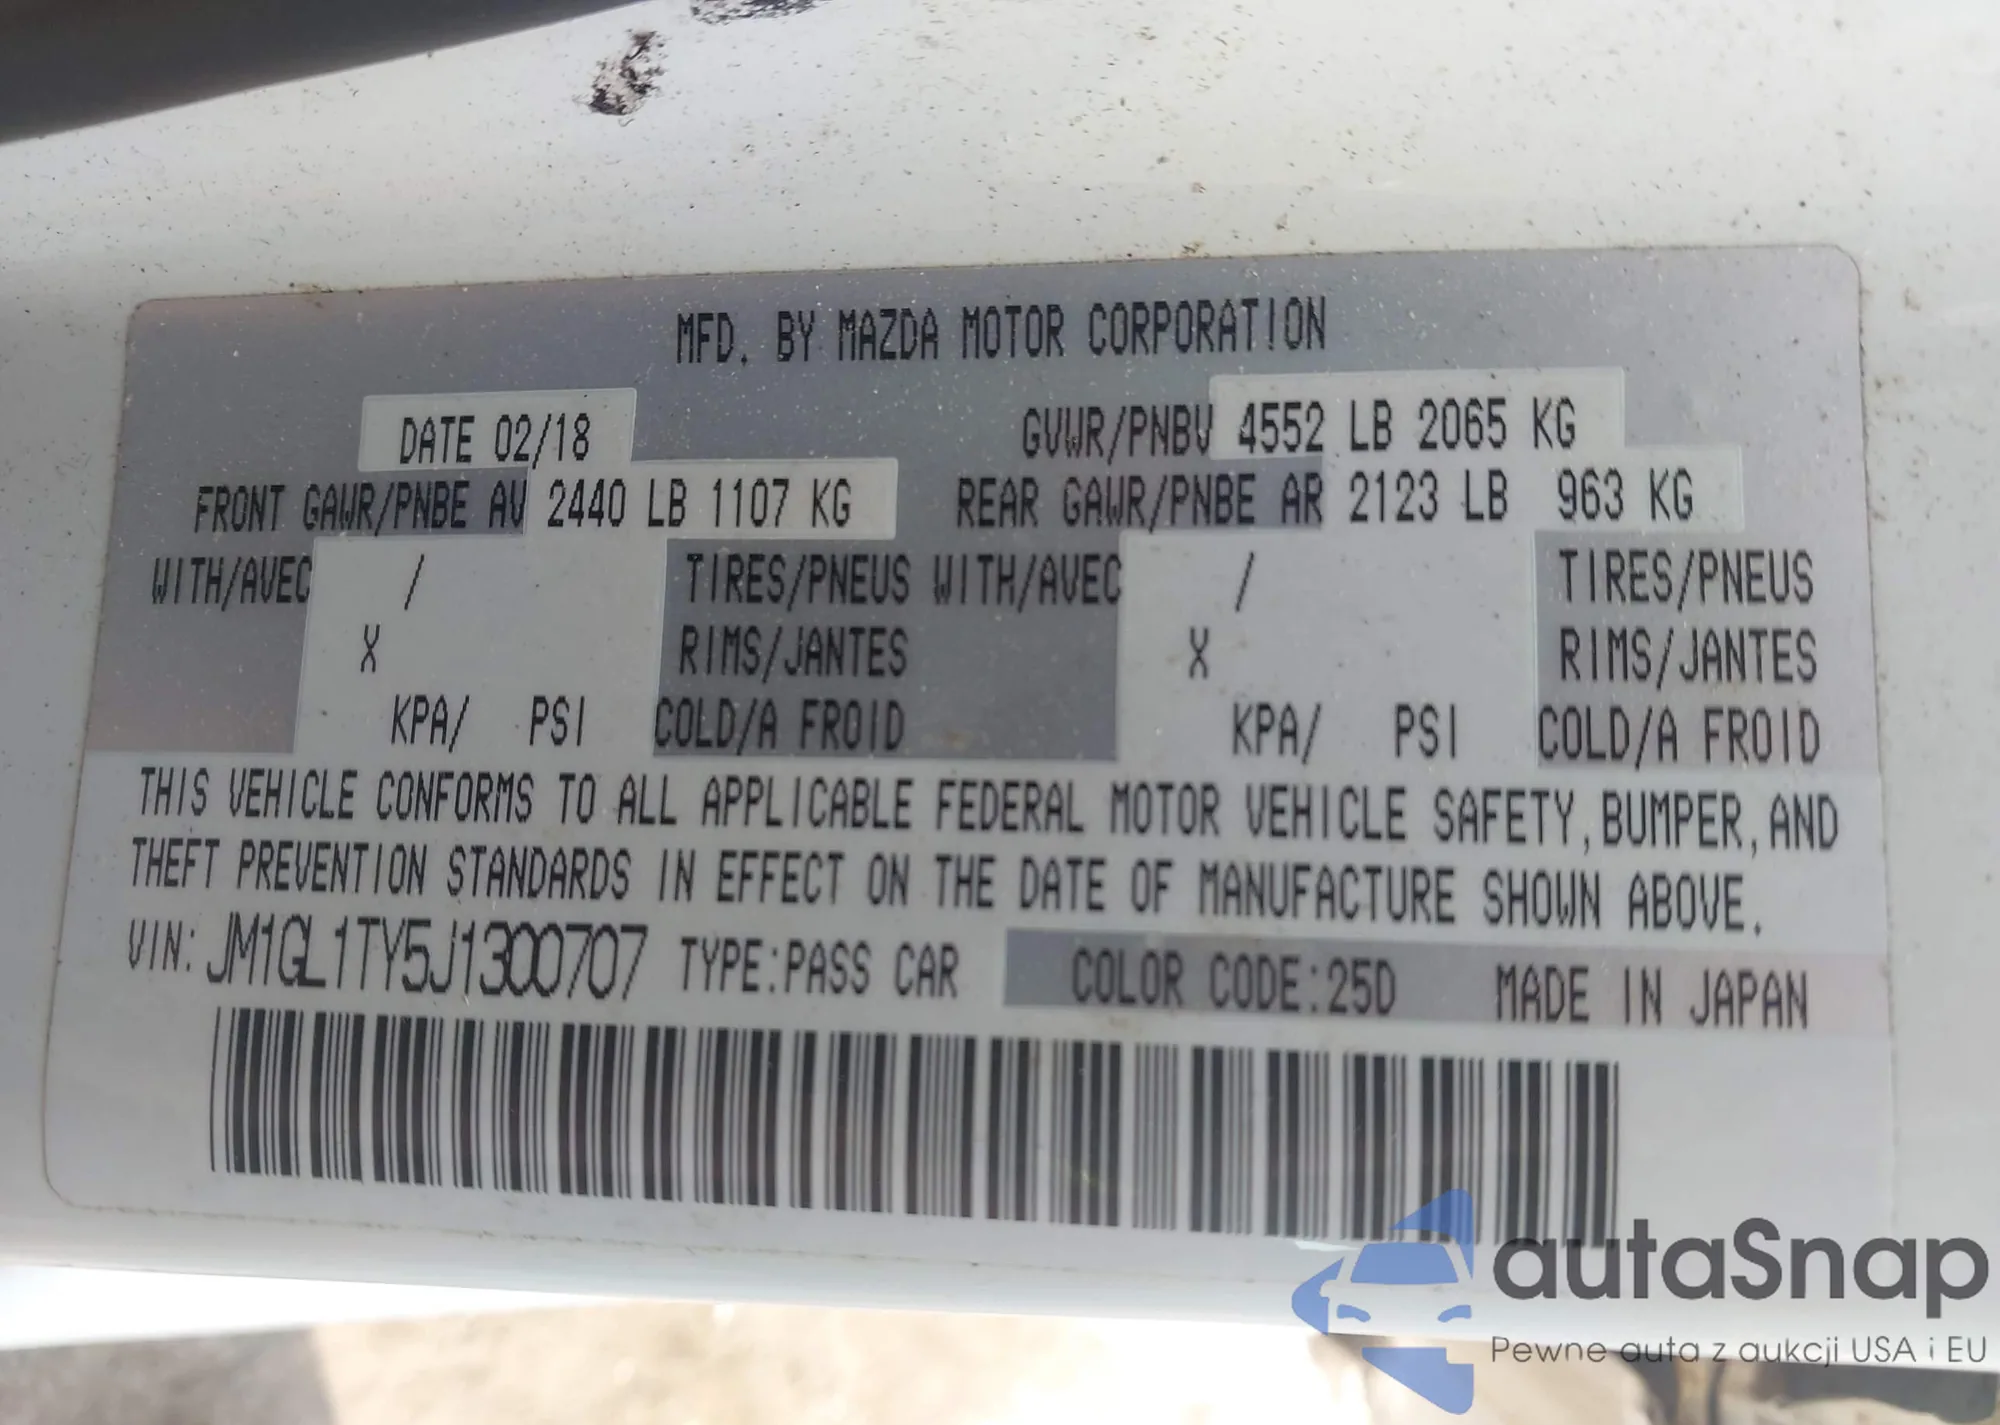 MFD. BY MAZDA MOTOR CORPORATION
DATE 02/18 GVWR/PNBV 4552 LB 2065 KG
FRONT GAWR/PNBE AV 2440 LB 1107 KG REAR GAWR/PNBE AR 2123 LB 963 KG
WITH/AVEC / TIRES/PNEUS WITH/AVEC / TIRES/PNEUS
X RIMS/JANTES X RIMS/JANTES
KPA/ PSI COLD/A FROID KPA/ PSI COLD/A FROID
THIS VEHICLE CONFORMS TO ALL APPLICABLE FEDERAL MOTOR VEHICLE SAFETY, BUMPER, AND
THEFT PREVENTION STANDARDS IN EFFECT ON THE DATE OF MANUFACTURE SHOWN ABOVE.
VIN: JM1GL1TY5J1300707 TYPE:PASS CAR COLOR CODE:25D MADE IN JAPAN
autaSnap
Pewne auta z aukcji USA i EU